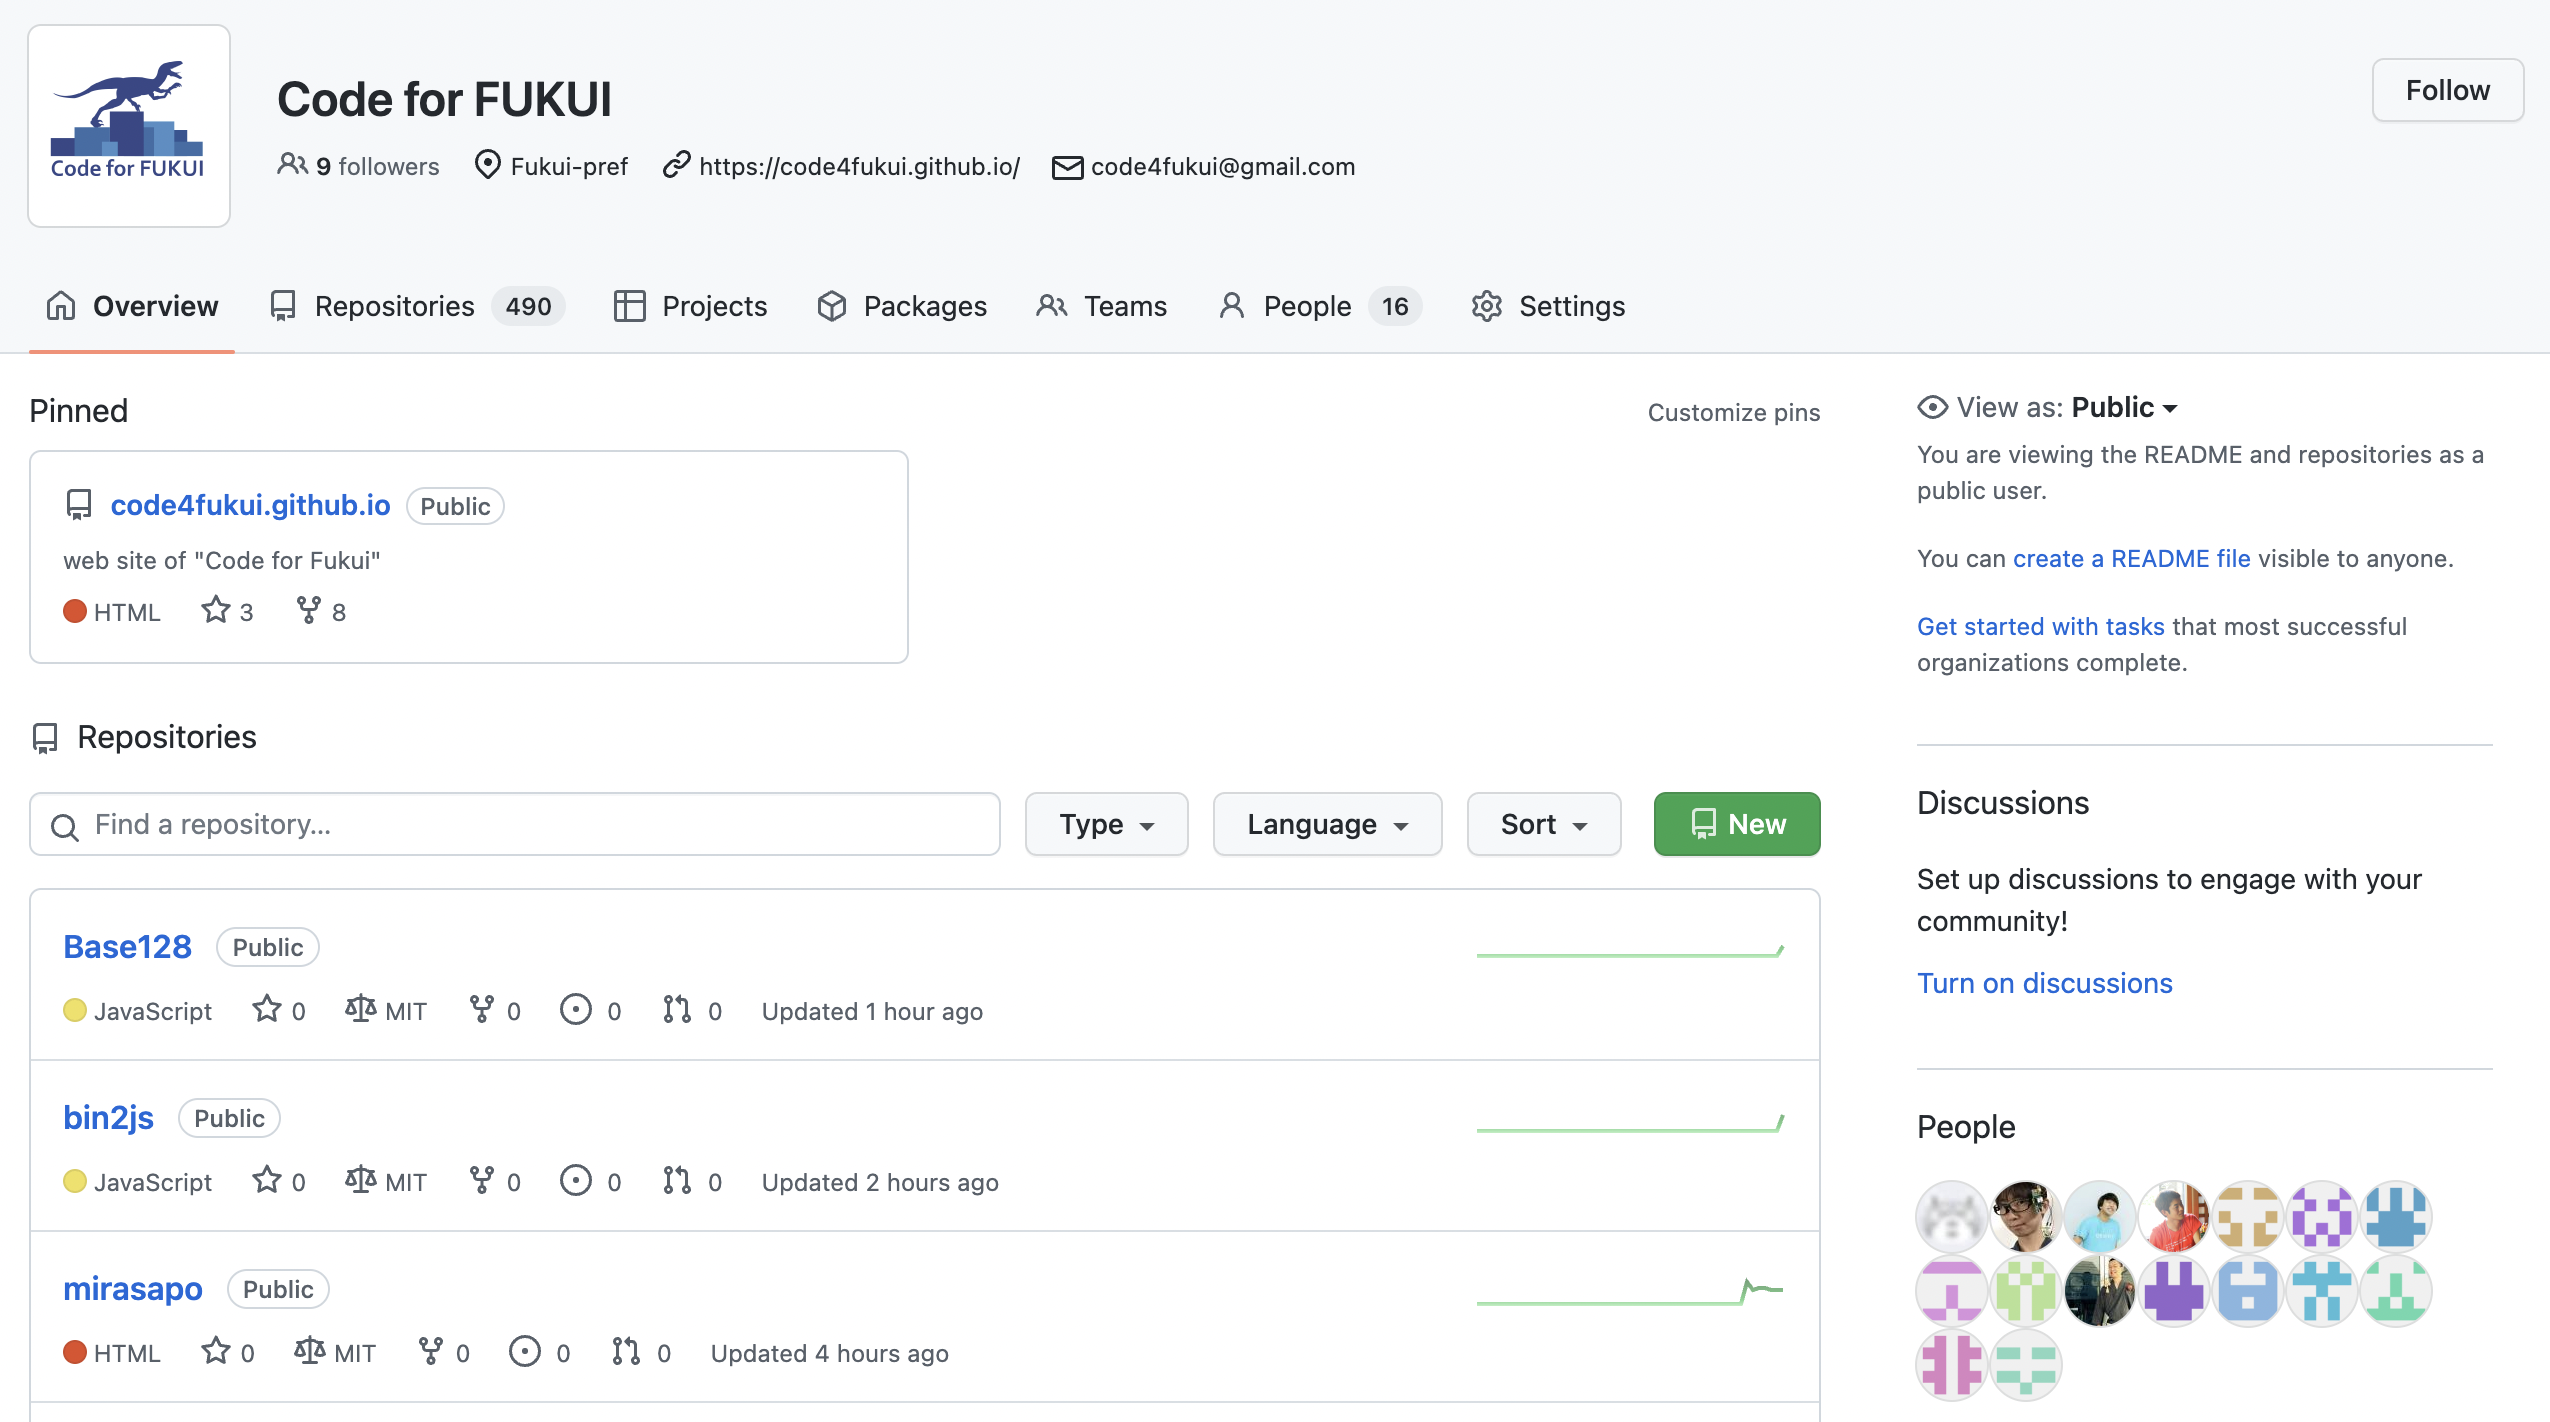 Code for FUKUI
Code for FUKUI
9 followers Fukui-pref https://code4fukui.github.io/ code4fukui@gmail.com
Follow
Overview Repositories 490 Projects Packages Teams People 16 Settings
Pinned
Customize pins
code4fukui.github.io Public
web site of "Code for Fukui"
HTML 3 8
Repositories
Find a repository...
Type Language Sort New
Base128 Public
JavaScript 0 MIT 0 0 0 Updated 1 hour ago
bin2js Public
JavaScript 0 MIT 0 0 0 Updated 2 hours ago
mirasapo Public
HTML 0 MIT 0 0 0 Updated 4 hours ago
View as: Public
You are viewing the README and repositories as a
public user.
You can create a README file visible to anyone.
Get started with tasks that most successful
organizations complete.
Discussions
Set up discussions to engage with your
community!
Turn on discussions
People